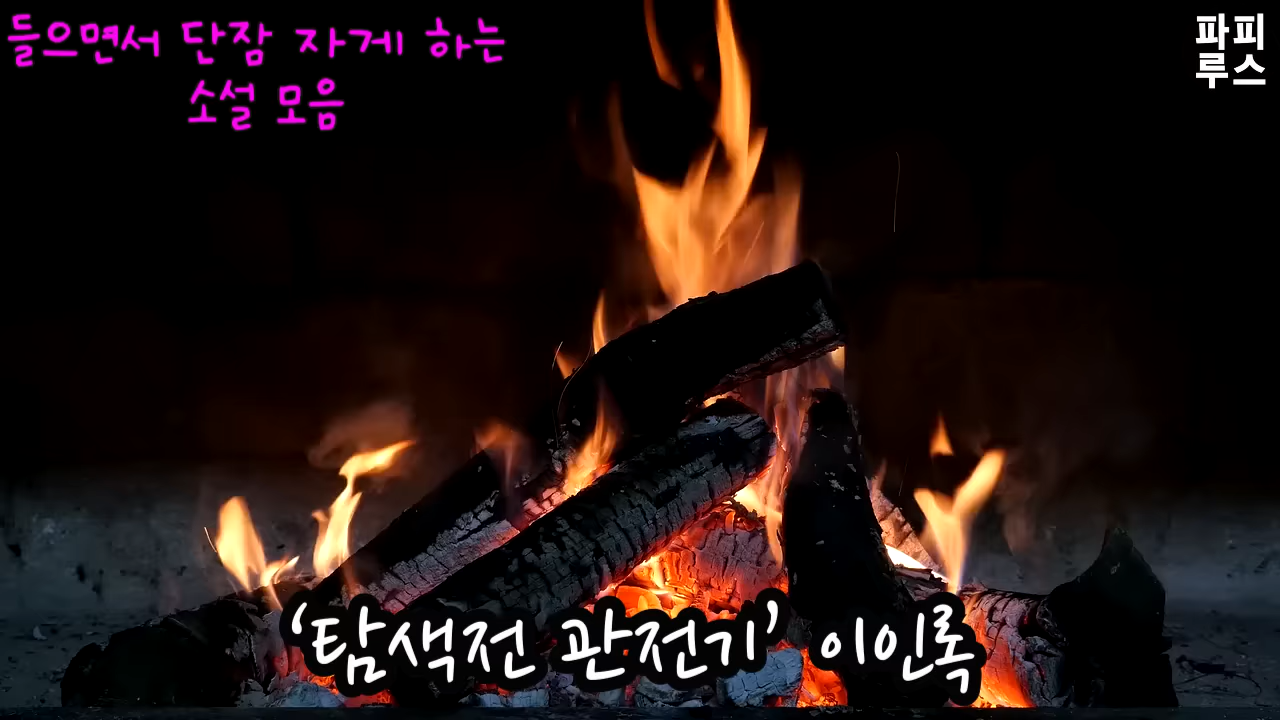 들으면서 단잠 자게 하는
소설 모음
파피
루스
‘탐색전 관전기’ 이인록